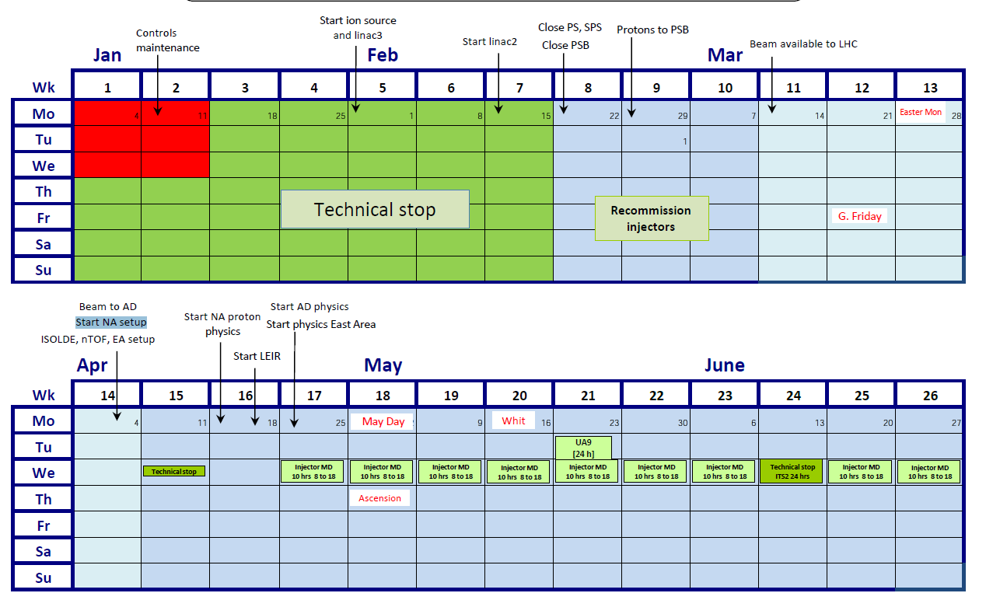 Start ion source
and linac3
Controls
maintenance
Start linac2
Close PS, SPS
Close PSB
Protons to PSB
Beam available to LHC
Jan Feb Mar
Wk 1 2 3 4 5 6 7 8 9 10 11 12 13
Mo 4 11 18 25 1 8 15 22 29 7 14 21 Easter Mon 28
Tu 1
We
Th
Technical stop
Recommission
injectors
Fr G. Friday
Sa
Su
Beam to AD
Start NA setup
ISOLDE, nTOF, EA setup
Start NA proton
physics
Start LEIR
Start AD physics
Start physics East Area
Apr May June
Wk 14 15 16 17 18 19 20 21 22 23 24 25 26
Mo 4 11 18 25 May Day 9 Whit 16 23 30 6 13 20 27
Tu UA9
[24 h]
We Technical stop
Injector MD
10 hrs 8 to 18
Injector MD
10 hrs 8 to 18
Injector MD
10 hrs 8 to 18
Injector MD
10 hrs 8 to 18
Injector MD
10 hrs 8 to 18
Injector MD
10 hrs 8 to 18
Injector MD
10 hrs 8 to 18
Technical stop
ITS2 24 hrs
Injector MD
10 hrs 8 to 18
Injector MD
10 hrs 8 to 18
Th Ascension
Fr
Sa
Su